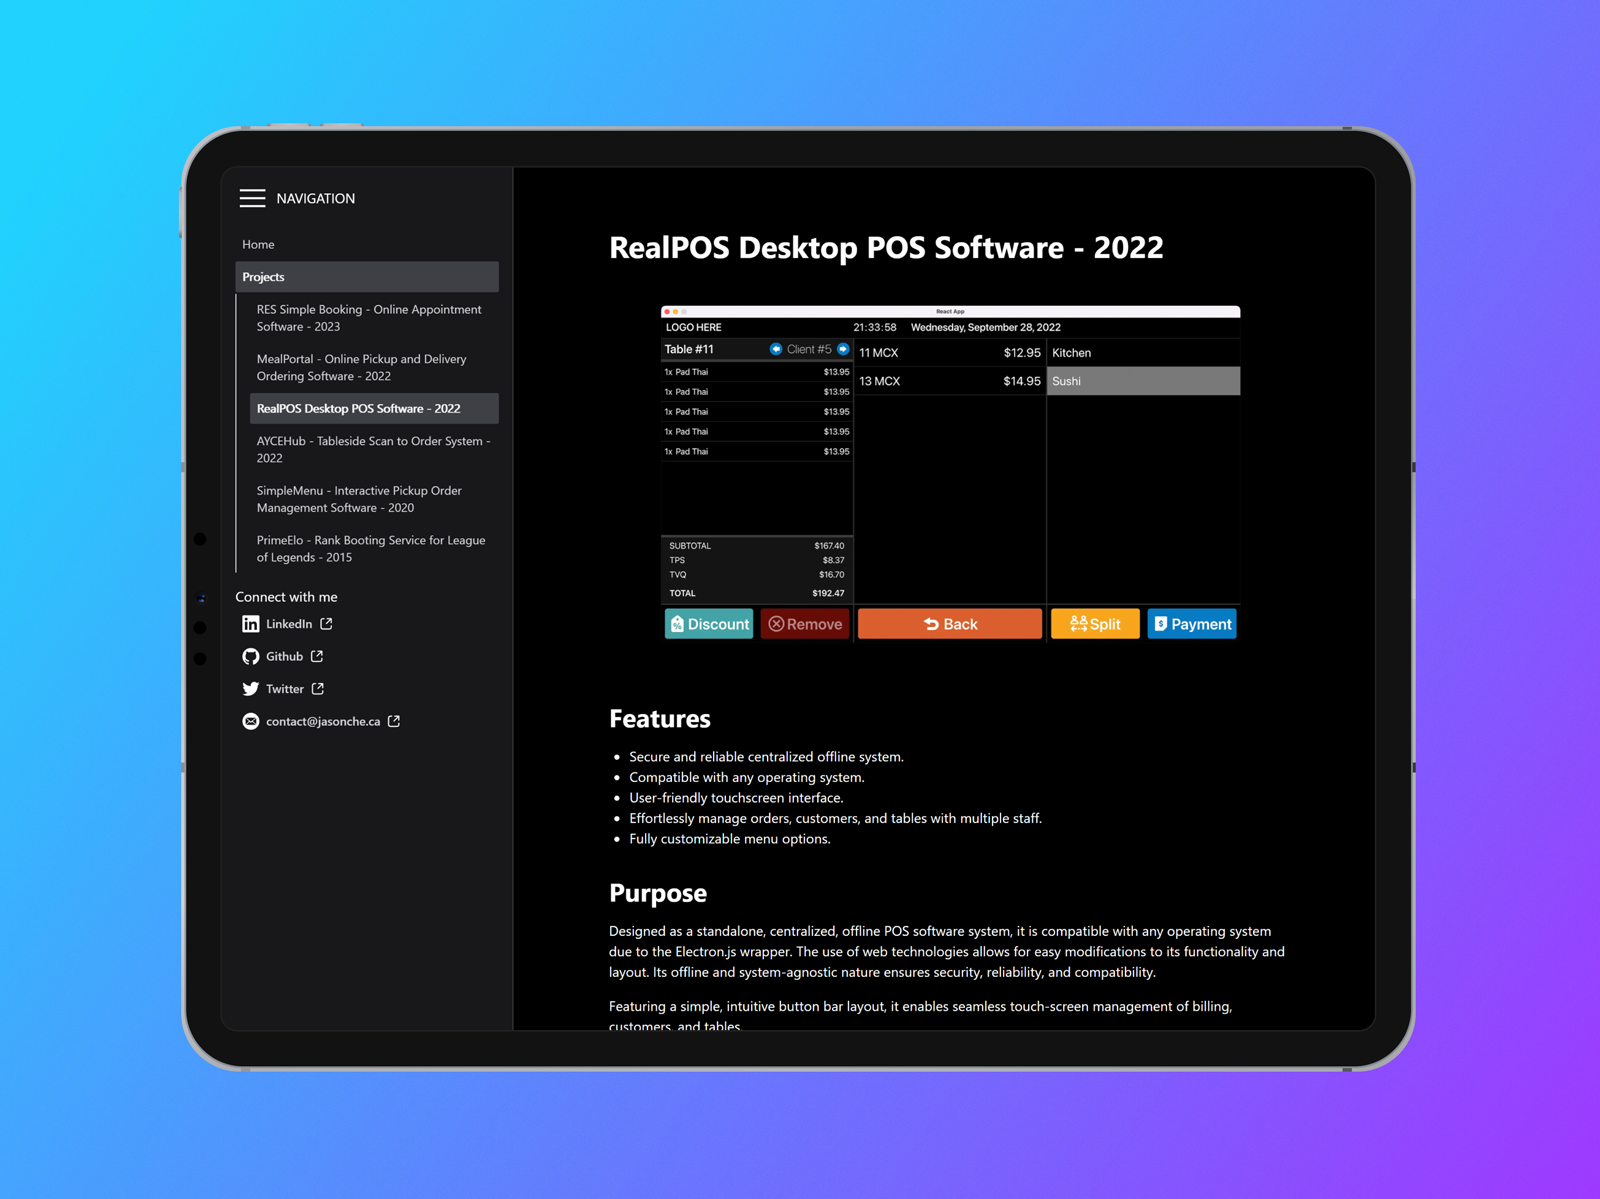 NAVIGATION
Home
Projects
RES Simple Booking - Online Appointment
Software - 2023
MealPortal - Online Pickup and Delivery
Ordering Software - 2022
RealPOS Desktop POS Software - 2022
AYCEHub - Tableside Scan to Order System -
2022
SimpleMenu - Interactive Pickup Order
Management Software - 2020
PrimeElo - Rank Booting Service for League
of Legends - 2015
Connect with me
LinkedIn
Github
Twitter
contact@jasonche.ca
RealPOS Desktop POS Software - 2022
React App
LOGO HERE 21:33:58 Wednesday, September 28, 2022
Table #11 Client #5
1x Pad Thai $13.95
1x Pad Thai $13.95
1x Pad Thai $13.95
1x Pad Thai $13.95
1x Pad Thai $13.95
SUBTOTAL $167.40
TPS $8.37
TVQ $16.70
TOTAL $192.47
11 MCX $12.95
13 MCX $14.95
Kitchen
Sushi
Discount Remove Back Split Payment
Features
• Secure and reliable centralized offline system.
• Compatible with any operating system.
• User-friendly touchscreen interface.
• Effortlessly manage orders, customers, and tables with multiple staff.
• Fully customizable menu options.
Purpose
Designed as a standalone, centralized, offline POS software system, it is compatible with any operating system
due to the Electron.js wrapper. The use of web technologies allows for easy modifications to its functionality and
layout. Its offline and system-agnostic nature ensures security, reliability, and compatibility.
Featuring a simple, intuitive button bar layout, it enables seamless touch-screen management of billing,
customers, and tables.